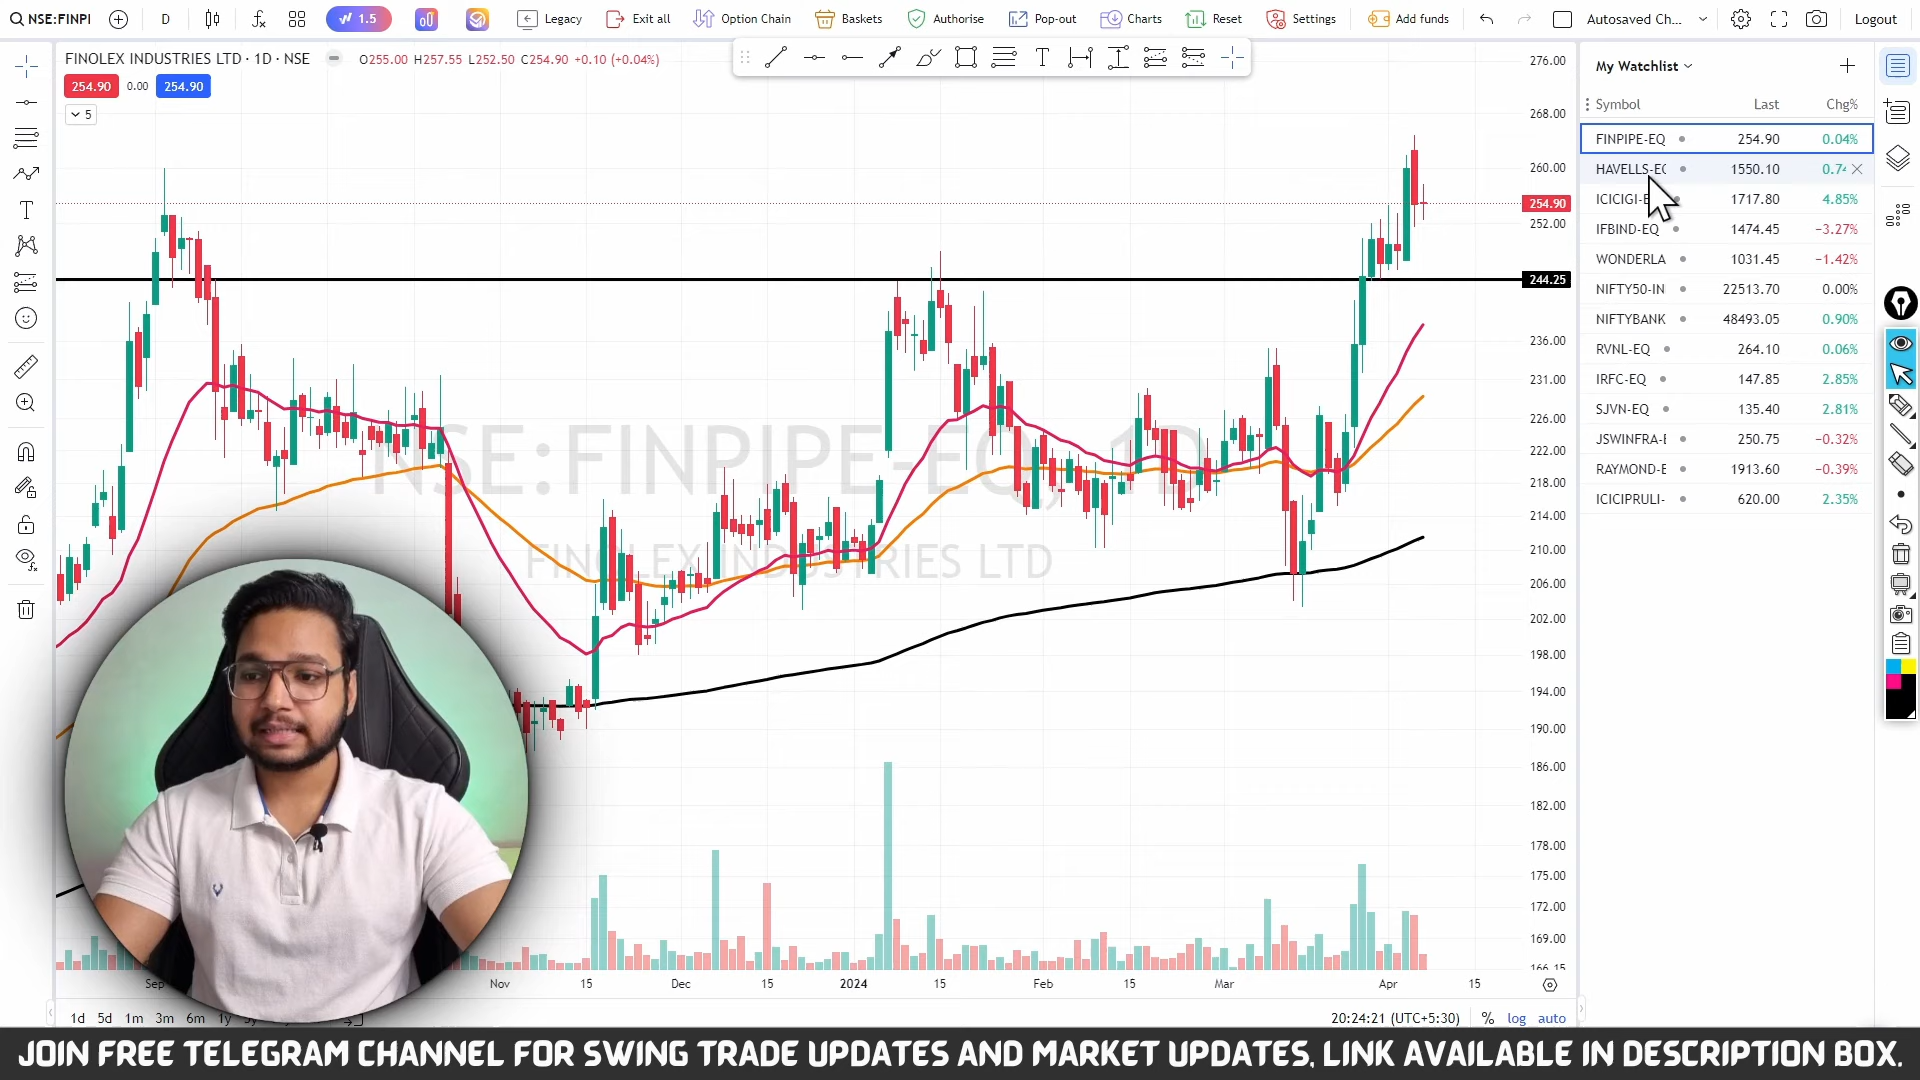 NSE:FINPI
D
1.5
Legacy
Exit all
Option Chain
Baskets
Authorise
Pop-out
Charts
Reset
Settings
Add funds
Autosaved Ch...
Logout
FINOLEX INDUSTRIES LTD · 1D · NSE
O255.00 H257.55 L252.50 C254.90 +0.10 (+0.04%)
254.90 0.00 254.90
5
NSE:FINPIPE-EQ, 1D
FINOLEX INDUSTRIES LTD
276.00
268.00
260.00
254.90
252.00
244.25
236.00
231.00
226.00
222.00
218.00
214.00
210.00
206.00
202.00
198.00
194.00
190.00
186.00
182.00
178.00
175.00
172.00
169.00
166.15
Sep
Nov 15 Dec 15 2024 15 Feb 15 Mar Apr 15
1d 5d 1m 3m 6m 1y
20:24:21 (UTC+5:30) % log auto
My Watchlist
Symbol Last Chg%
FINPIPE-EQ 254.90 0.04%
HAVELLS-EQ 1550.10 0.74
ICICIGI-E 1717.80 4.85%
IFBIND-EQ 1474.45 −3.27%
WONDERLA 1031.45 −1.42%
NIFTY50-IN 22513.70 0.00%
NIFTYBANK 48493.05 0.90%
RVNL-EQ 264.10 0.06%
IRFC-EQ 147.85 2.85%
SJVN-EQ 135.40 2.81%
JSWINFRA-E 250.75 −0.32%
RAYMOND-E 1913.60 −0.39%
ICICIPRULI- 620.00 2.35%
JOIN FREE TELEGRAM CHANNEL FOR SWING TRADE UPDATES AND MARKET UPDATES, LINK AVAILABLE IN DESCRIPTION BOX.